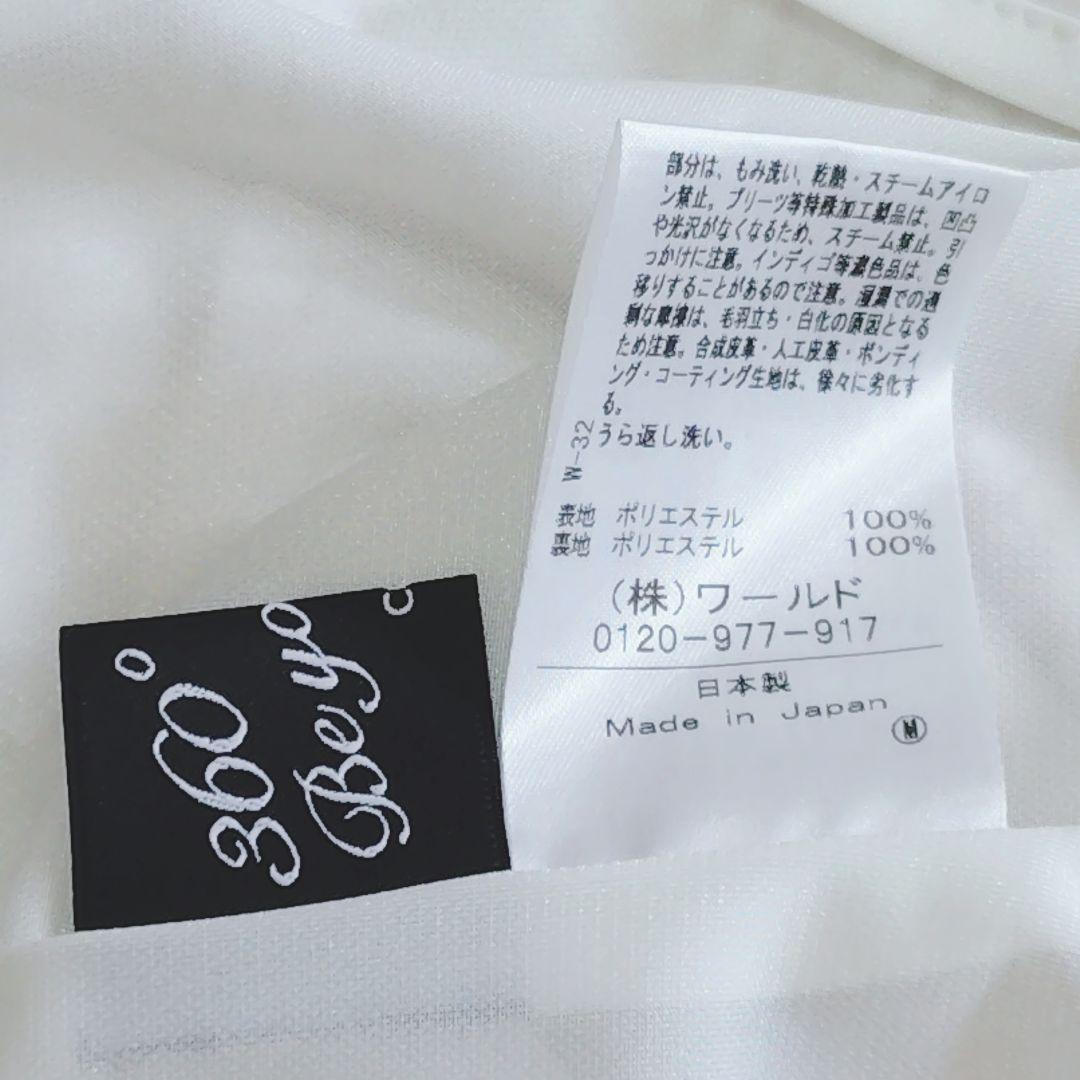 部分は、もみ洗い、乾燥・スチームアイロ
ン禁止。プリーツ等特殊加工製品は、凹凸
や光沢がなくなるため、スチーム禁止。引
っかけに注意。インディゴ等濃色品は、色
移りすることがあるので注意。湿潤での過
剰な摩擦は、毛羽立ち・白化の原因となる
ため注意。合成皮革・人工皮革・ボンディ
ング・コーティング生地は、徐々に劣化す
る。
うら返し洗い。
W-32
表地 ポリエステル 100%
裏地 ポリエステル 100%
(株)ワールド
0120-977-917
日本製
Made in Japan
360°
Beyo